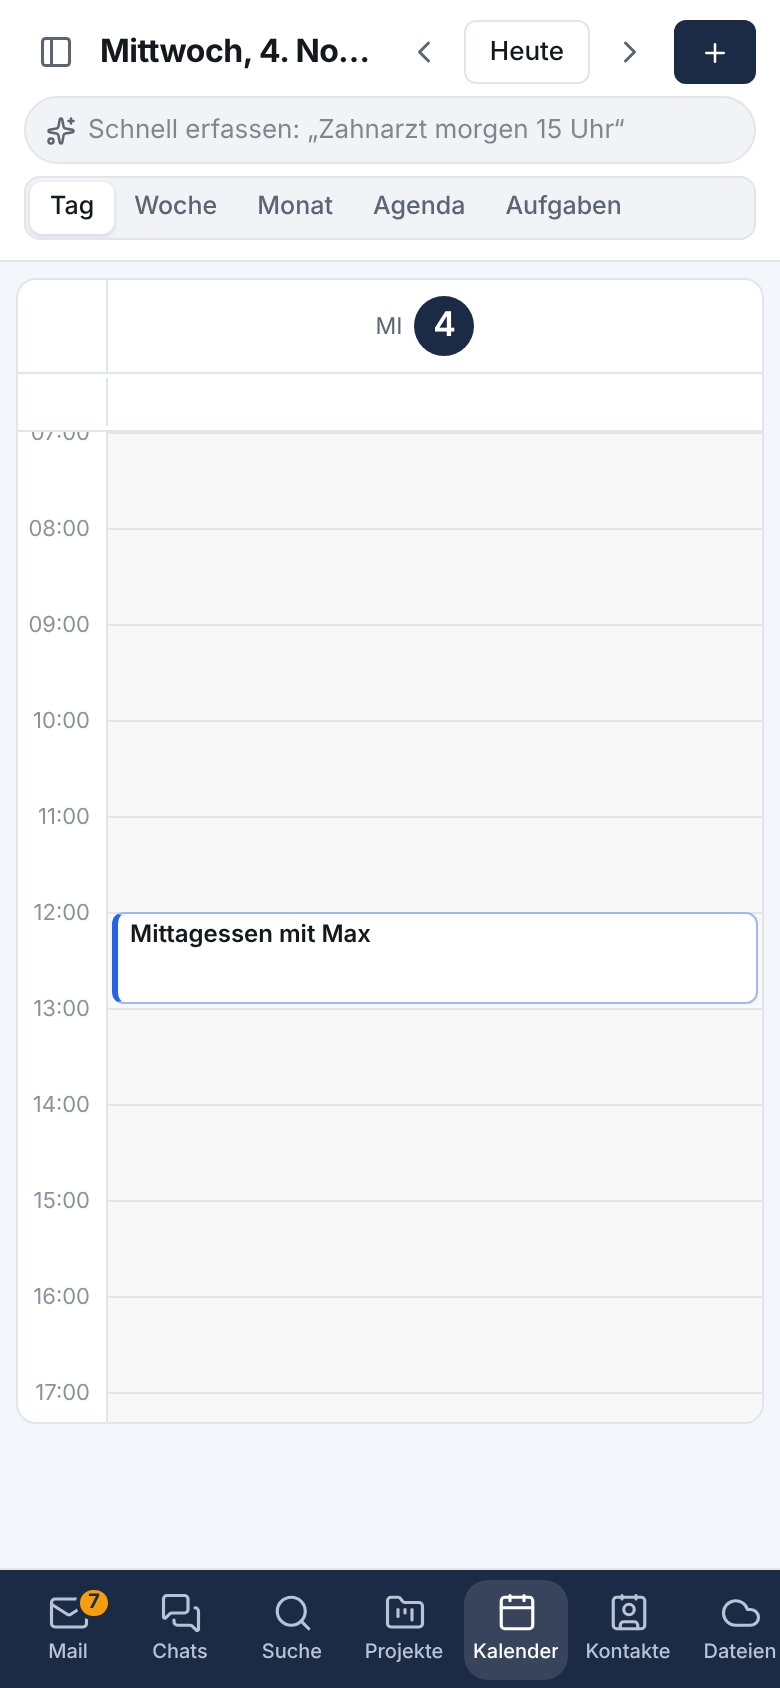 Mittwoch, 4. No...
Heute
Schnell erfassen: „Zahnarzt morgen 15 Uhr“
Tag Woche Monat Agenda Aufgaben
MI 4
07:00
08:00
09:00
10:00
11:00
12:00
Mittagessen mit Max
13:00
14:00
15:00
16:00
17:00
7
Mail Chats Suche Projekte Kalender Kontakte Dateien